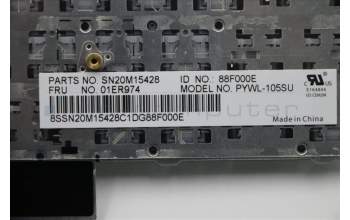 PARTS NO. SN20M15428 ID NO.: 88F000E
FRU NO. 01ER974 MODEL NO. PYWL-105SU
8SSN20M15428C1DG88F000E
Made in China